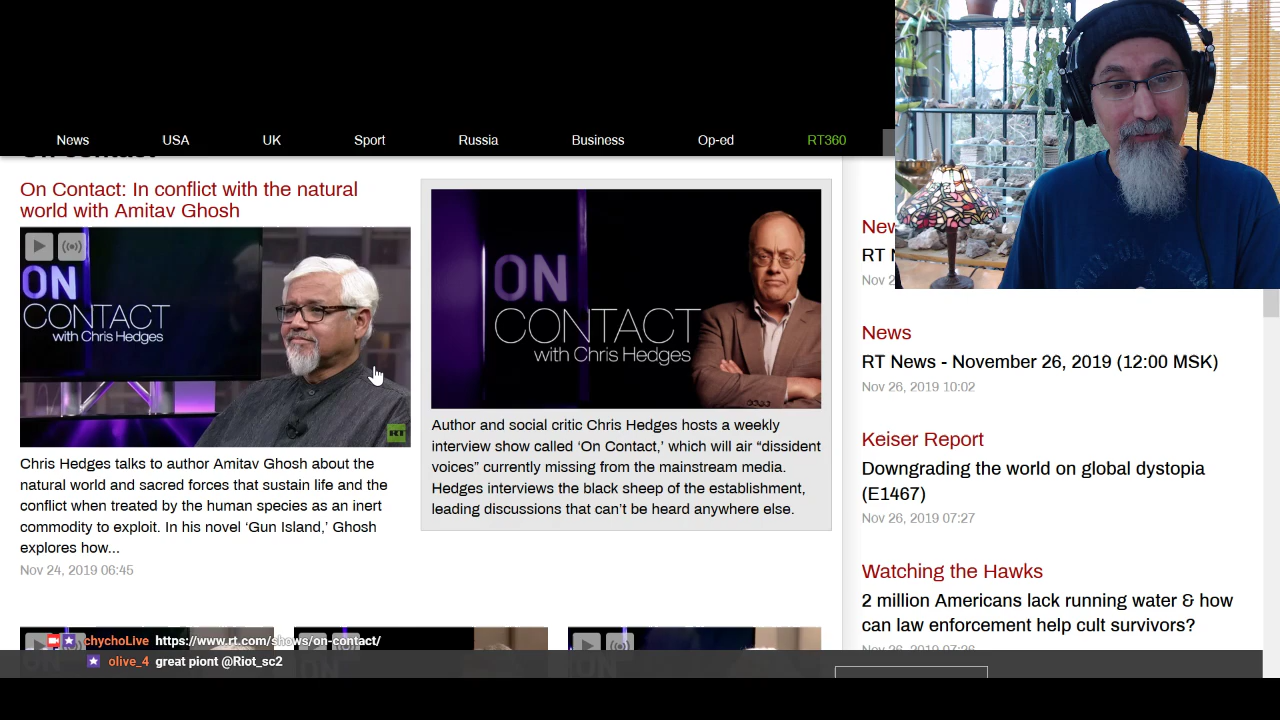 News
USA
UK
Sport
Russia
Business
Op-ed
RT360
On Contact: In conflict with the natural
world with Amitav Ghosh
ON
CONTACT
with Chris Hedges
RT
Chris Hedges talks to author Amitav Ghosh about the
natural world and sacred forces that sustain life and the
conflict when treated by the human species as an inert
commodity to exploit. In his novel ‘Gun Island,’ Ghosh
explores how...
Nov 24, 2019 06:45
ON
CONTACT
with Chris Hedges
Author and social critic Chris Hedges hosts a weekly
interview show called ‘On Contact,’ which will air “dissident
voices” currently missing from the mainstream media.
Hedges interviews the black sheep of the establishment,
leading discussions that can’t be heard anywhere else.
RT
News
RT News - November 26, 2019 (12:00 MSK)
Nov 26, 2019 10:02
Keiser Report
Downgrading the world on global dystopia
(E1467)
Nov 26, 2019 07:27
Watching the Hawks
2 million Americans lack running water & how
can law enforcement help cult survivors?
chychoLive https://www.rt.com/shows/on-contact/
olive_4 great piont @Riot_sc2